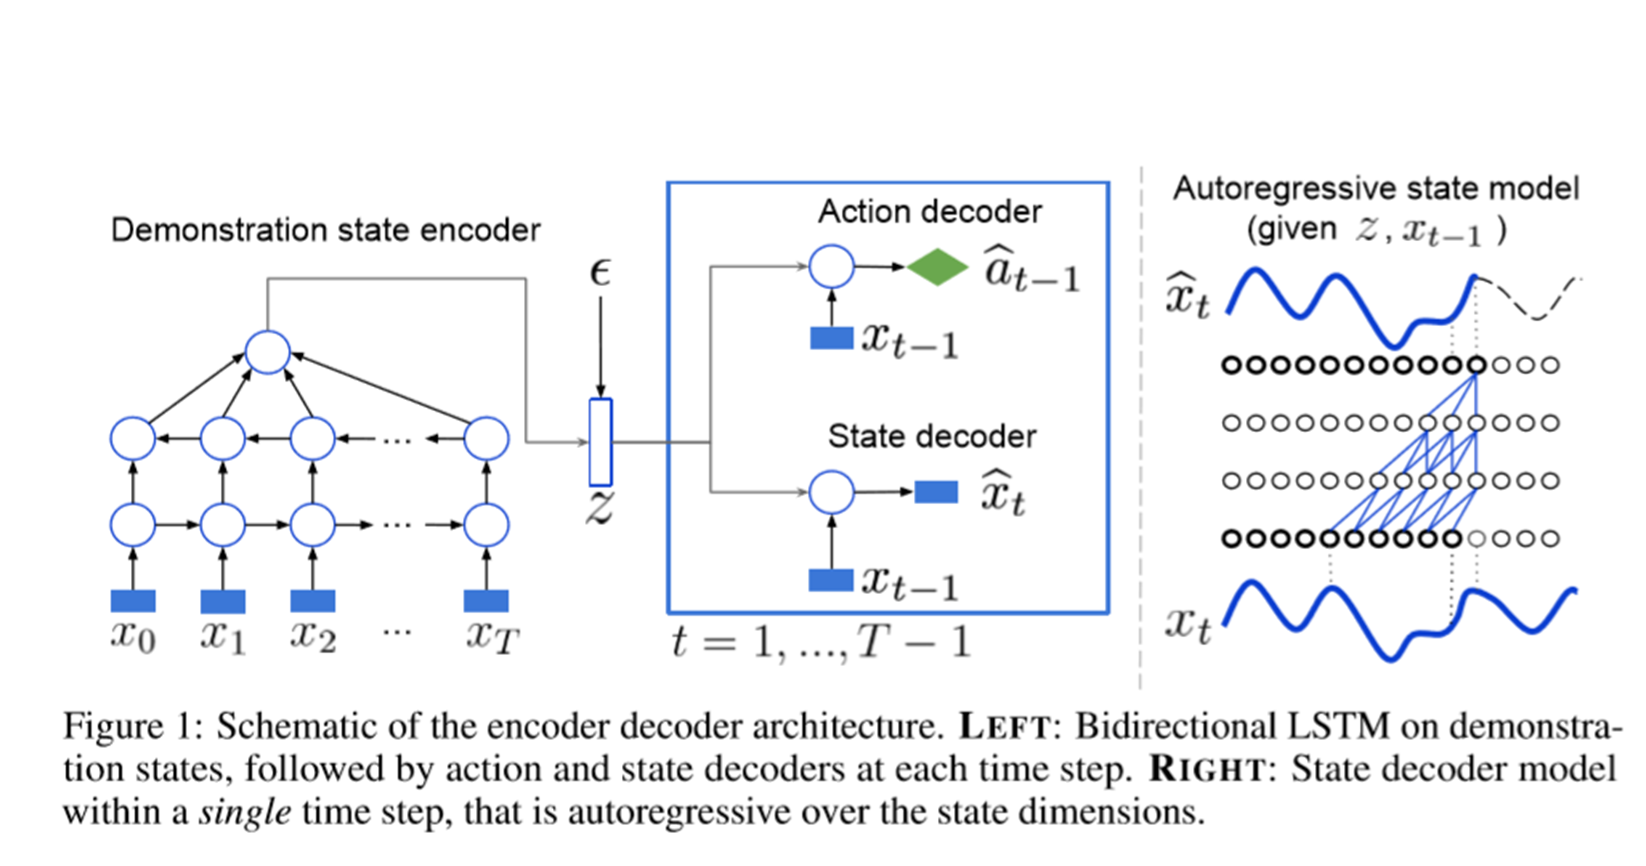 Demonstration state encoder
x_0 x_1 x_2 ... x_T
...
...
ϵ
z
Action decoder
\hat{a}_{t−1}
x_{t−1}
State decoder
\hat{x}_t
x_{t−1}
t = 1, ..., T − 1
Autoregressive state model
(given z, x_{t−1} )
\hat{x}_t
x_t
Figure 1: Schematic of the encoder decoder architecture. LEFT: Bidirectional LSTM on demonstra-
tion states, followed by action and state decoders at each time step. RIGHT: State decoder model
within a single time step, that is autoregressive over the state dimensions.